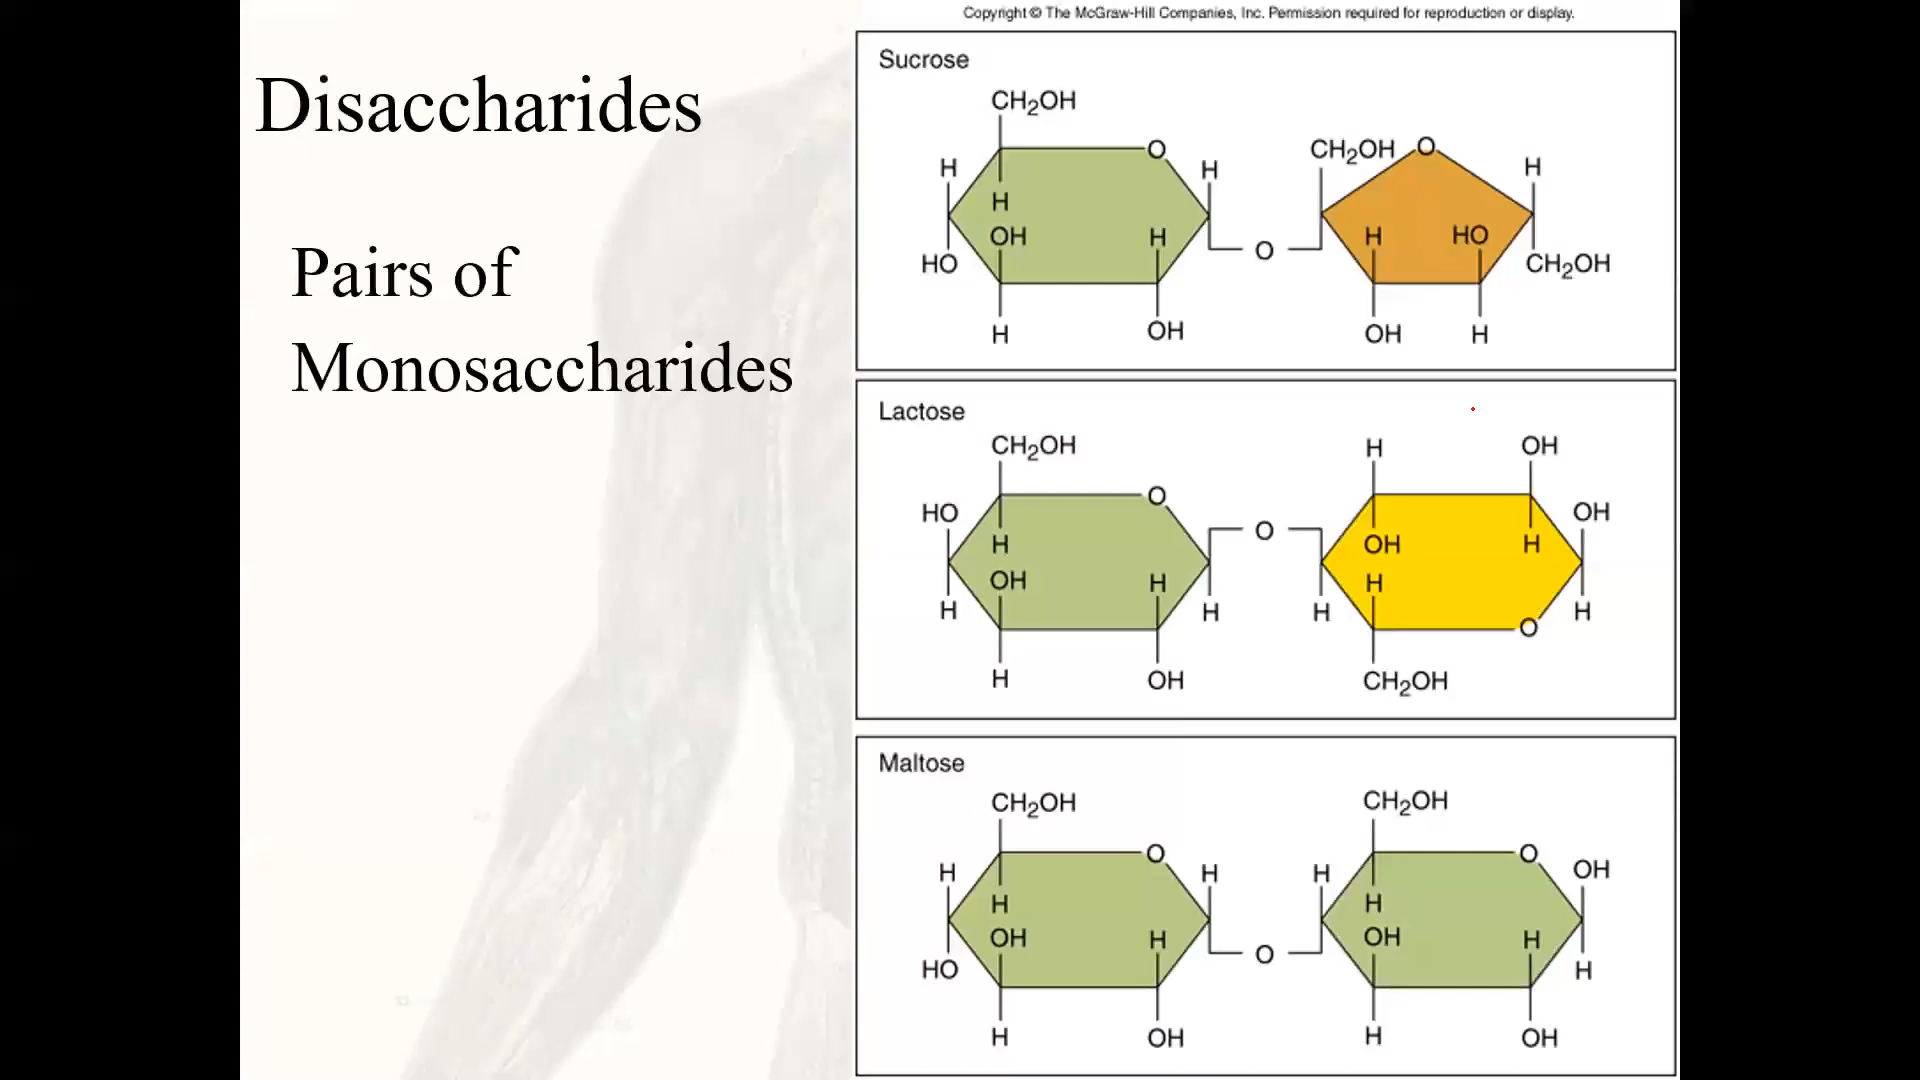 Copyright © The McGraw-Hill Companies, Inc. Permission required for reproduction or display.
Disaccharides
Pairs of
Monosaccharides
Sucrose
CH₂OH
O
H
H
H
OH
HO
H
H
OH
O
CH₂OH
O
H
H
HO
CH₂OH
OH
H
Lactose
CH₂OH
O
HO
H
OH
H
H
H
H
OH
O
H
OH
OH
OH
H
H
H
H
O
CH₂OH
Maltose
CH₂OH
O
H
H
H
OH
H
HO
H
OH
O
CH₂OH
O
H
OH
H
OH
H
H
H
OH